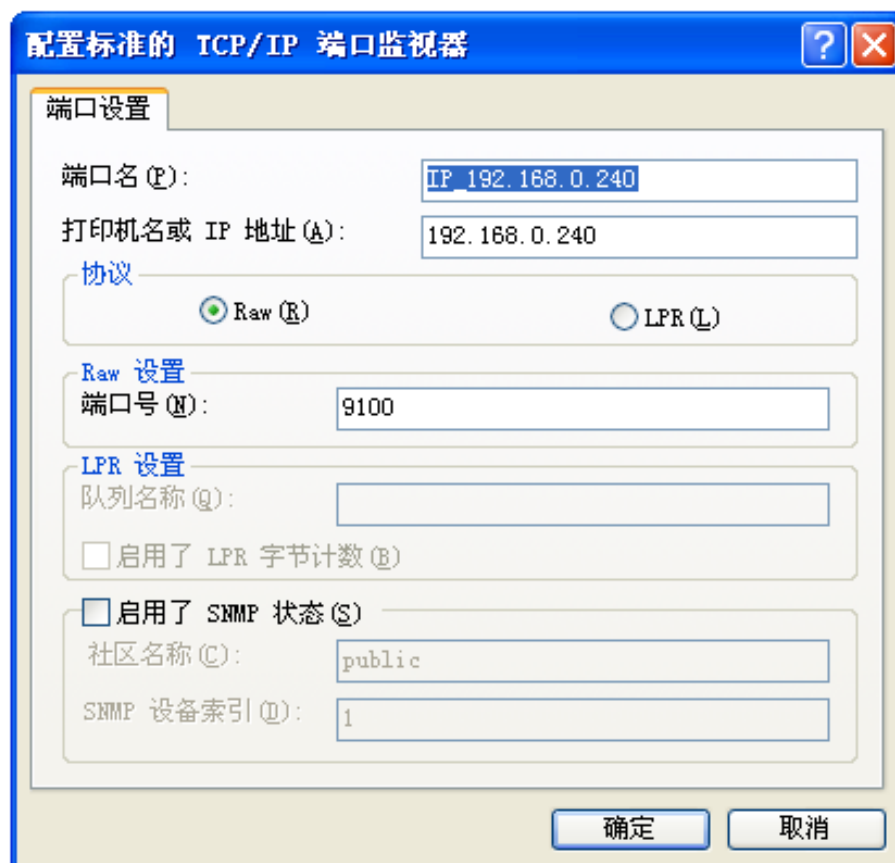 配置标准的 TCP/IP 端口监视器
端口设置
端口名(P): IP_192.168.0.240
打印机名或 IP 地址(A): 192.168.0.240
协议
Raw(R) LPR(L)
Raw 设置
端口号(N): 9100
LPR 设置
队列名称(Q):
启用了 LPR 字节计数(B)
启用了 SNMP 状态(S)
社区名称(C): public
SNMP 设备索引(D): 1
确定 取消